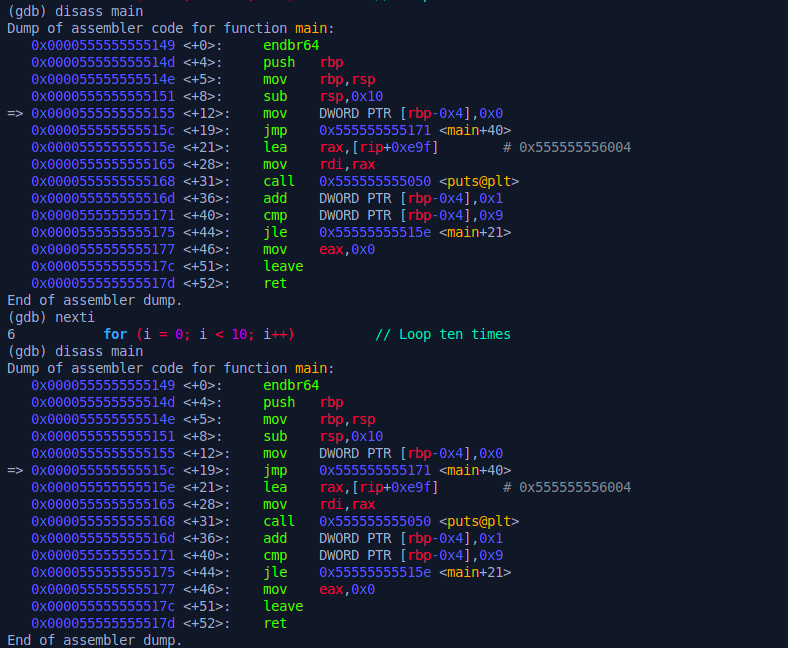 (gdb) disass main
Dump of assembler code for function main:
   0x0000555555555149 <+0>:     endbr64
   0x000055555555514d <+4>:     push   rbp
   0x000055555555514e <+5>:     mov    rbp,rsp
   0x0000555555555151 <+8>:     sub    rsp,0x10
=> 0x0000555555555155 <+12>:    mov    DWORD PTR [rbp-0x4],0x0
   0x000055555555515c <+19>:    jmp    0x555555555171 <main+40>
   0x000055555555515e <+21>:    lea    rax,[rip+0xe9f]        # 0x555555556004
   0x0000555555555165 <+28>:    mov    rdi,rax
   0x0000555555555168 <+31>:    call   0x555555555050 <puts@plt>
   0x000055555555516d <+36>:    add    DWORD PTR [rbp-0x4],0x1
   0x0000555555555171 <+40>:    cmp    DWORD PTR [rbp-0x4],0x9
   0x0000555555555175 <+44>:    jle    0x55555555515e <main+21>
   0x0000555555555177 <+46>:    mov    eax,0x0
   0x000055555555517c <+51>:    leave
   0x000055555555517d <+52>:    ret
End of assembler dump.
(gdb) nexti
6           for (i = 0; i < 10; i++)          // Loop ten times
(gdb) disass main
Dump of assembler code for function main:
   0x0000555555555149 <+0>:     endbr64
   0x000055555555514d <+4>:     push   rbp
   0x000055555555514e <+5>:     mov    rbp,rsp
   0x0000555555555151 <+8>:     sub    rsp,0x10
   0x0000555555555155 <+12>:    mov    DWORD PTR [rbp-0x4],0x0
=> 0x000055555555515c <+19>:    jmp    0x555555555171 <main+40>
   0x000055555555515e <+21>:    lea    rax,[rip+0xe9f]        # 0x555555556004
   0x0000555555555165 <+28>:    mov    rdi,rax
   0x0000555555555168 <+31>:    call   0x555555555050 <puts@plt>
   0x000055555555516d <+36>:    add    DWORD PTR [rbp-0x4],0x1
   0x0000555555555171 <+40>:    cmp    DWORD PTR [rbp-0x4],0x9
   0x0000555555555175 <+44>:    jle    0x55555555515e <main+21>
   0x0000555555555177 <+46>:    mov    eax,0x0
   0x000055555555517c <+51>:    leave
   0x000055555555517d <+52>:    ret
End of assembler dump.